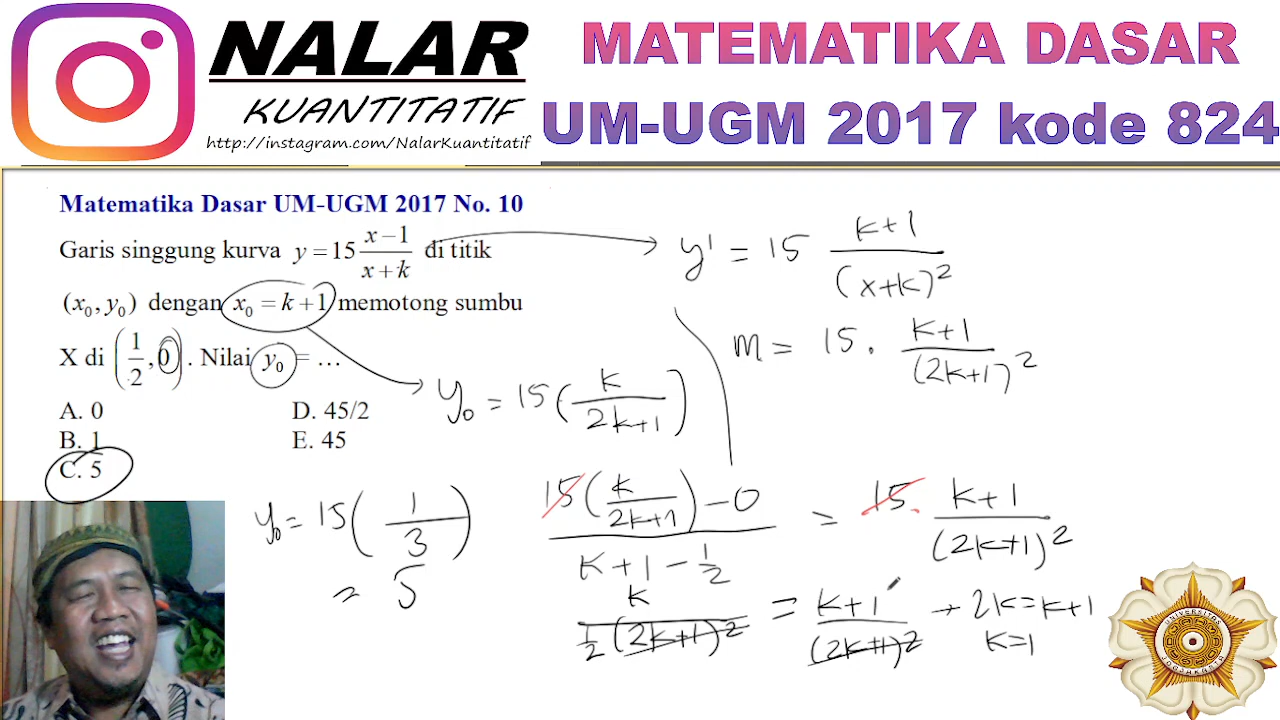 NALAR
KUANTITATIF
http://instagram.com/NalarKuantitatif
MATEMATIKA DASAR
UM-UGM 2017 kode 824
Matematika Dasar UM-UGM 2017 No. 10
Garis singgung kurva y = 15 (x − 1)/(x + k) di titik
(x₀, y₀) dengan x₀ = k + 1 memotong sumbu
X di (1/2, 0). Nilai y₀ = ...
A. 0 D. 45/2
B. 1 E. 45
C. 5
y' = 15 (k+1)/(x+k)²
m = 15 . (k+1)/(2k+1)²
y₀ = 15 (k/(2k+1))
(15 (k/(2k+1)) − 0)/(k+1 − 1/2) = 15 . (k+1)/(2k+1)²
k/(1/2 (2k+1)²) = (k+1)/(2k+1)² → 2k = k+1
k = 1
y₀ = 15 (1/3)
= 5